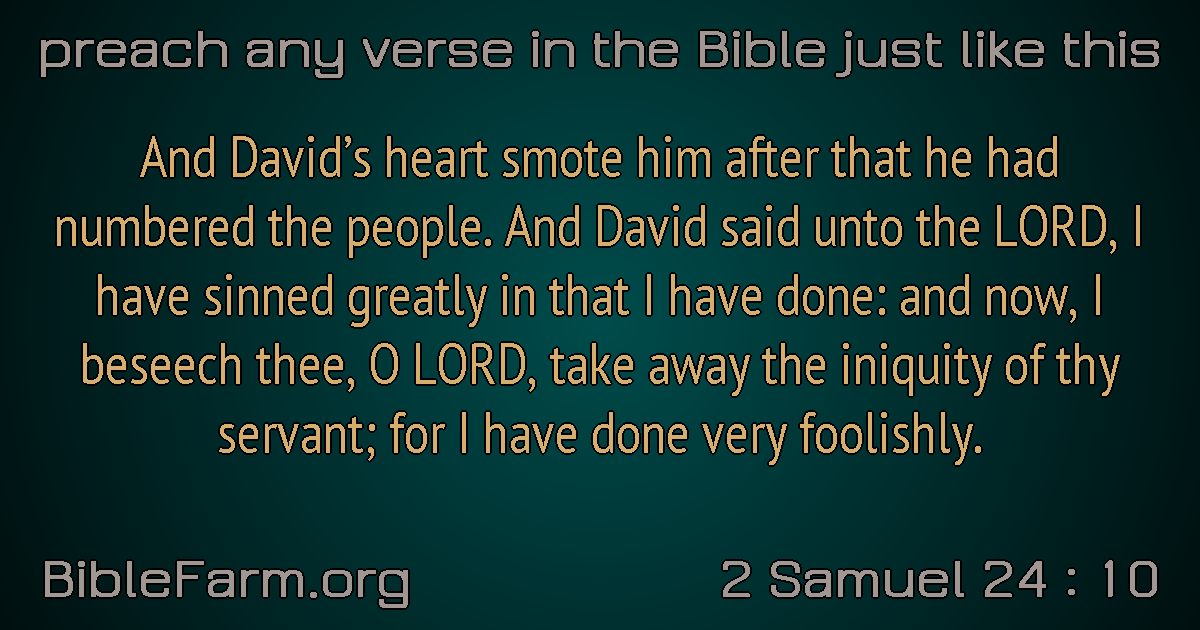 preach any verse in the Bible just like this
And David’s heart smote him after that he had
numbered the people. And David said unto the LORD, I
have sinned greatly in that I have done: and now, I
beseech thee, O LORD, take away the iniquity of thy
servant; for I have done very foolishly.
BibleFarm.org
2 Samuel 24 : 10